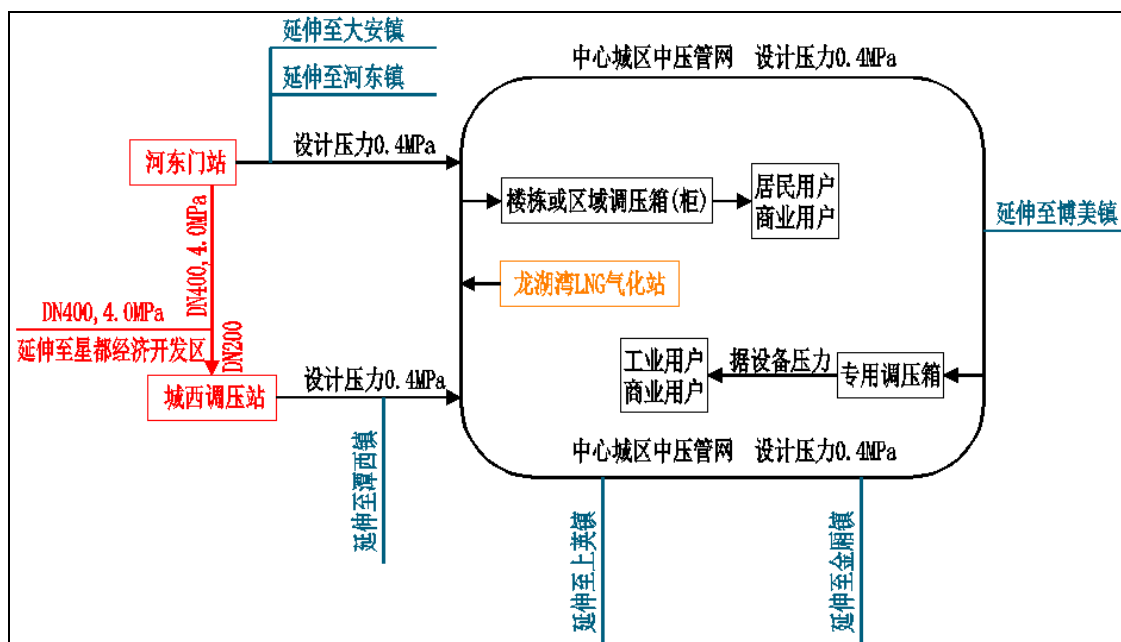 延伸至大安镇
中心城区中压管网 设计压力0.4MPa
延伸至河东镇
设计压力0.4MPa
河东门站
楼栋或区域调压箱(柜)
居民用户
商业用户
延伸至博美镇
DN400,4.0MPa
龙湖湾LNG气化站
DN400,4.0MPa
延伸至星都经济开发区
DN200
工业用户
商业用户
据设备压力
专用调压箱
城西调压站
设计压力0.4MPa
中心城区中压管网 设计压力0.4MPa
延伸至潭西镇
延伸至上英镇
延伸至金厢镇